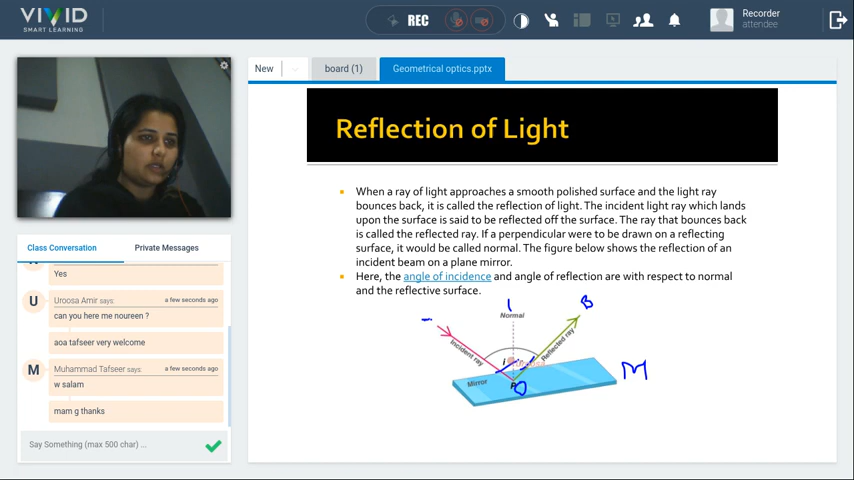 VIVID
SMART LEARNING
REC
Recorder
attendee
New
board (1)
Geometrical optics.pptx
Reflection of Light
When a ray of light approaches a smooth polished surface and the light ray
bounces back, it is called the reflection of light. The incident light ray which lands
upon the surface is said to be reflected off the surface. The ray that bounces back
is called the reflected ray. If a perpendicular were to be drawn on a reflecting
surface, it would be called normal. The figure below shows the reflection of an
incident beam on a plane mirror.
Here, the angle of incidence and angle of reflection are with respect to normal
and the reflective surface.
B
Normal
Incident ray
Reflected ray
i
Mirror
O
M
Class Conversation
Private Messages
Yes
U
Uroosa Amir says:
a few seconds ago
can you here me noureen ?
aoa tafseer very welcome
M
Muhammad Tafseer says:
a few seconds ago
w salam
mam g thanks
Say Something (max 500 char) ...